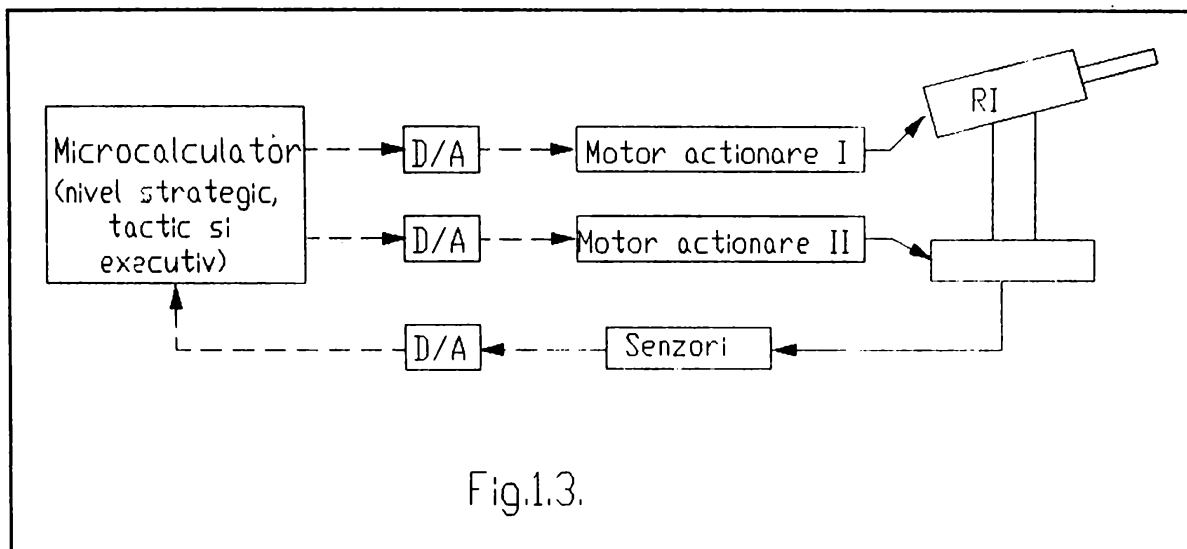 RI
Microcalculator
(nivel strategic,
tactic si
executiv)
D/A
Motor actionare I
D/A
Motor actionare II
D/A
Senzori
Fig.1.3.